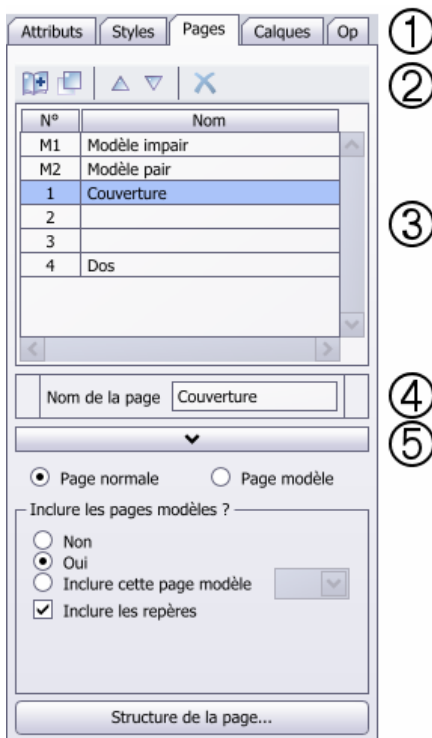 Attributs Styles Pages Calques Op ①
②
N° Nom
M1 Modèle impair
M2 Modèle pair
1 Couverture
2 ③
3
4 Dos
Nom de la page Couverture ④
⑤
Page normale Page modèle
Inclure les pages modèles ?
Non
Oui
Inclure cette page modèle
Inclure les repères
Structure de la page...